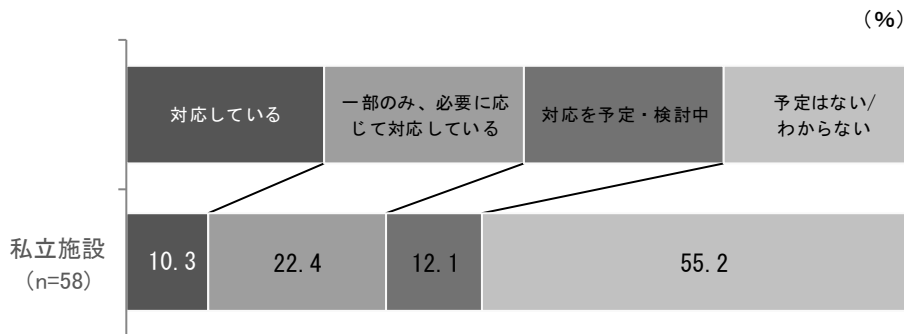 （%）
対応している
一部のみ、必要に応
じて対応している
対応を予定・検討中
予定はない/
わからない
私立施設
（n=58）
10.3
22.4
12.1
55.2